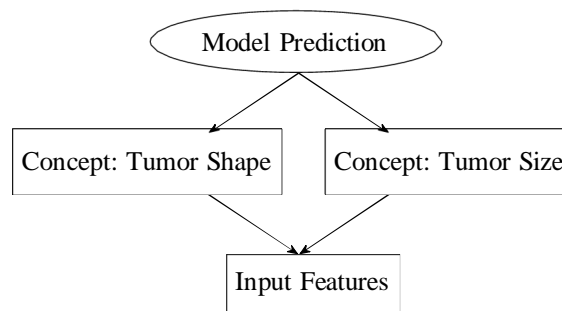 Model Prediction
Concept: Tumor Shape
Concept: Tumor Size
Input Features